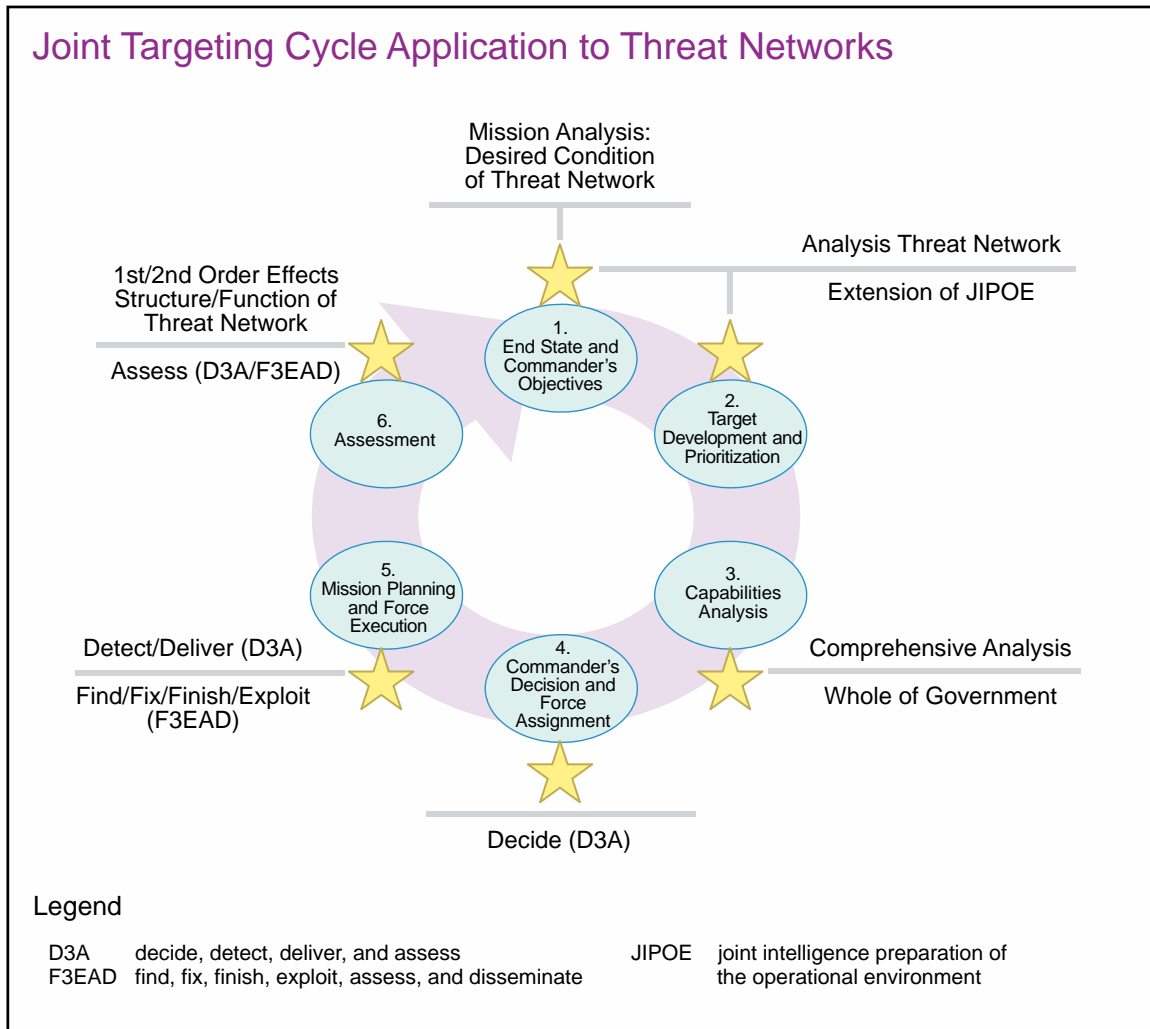 Joint Targeting Cycle Application to Threat Networks
Mission Analysis:
Desired Condition
of Threat Network
Analysis Threat Network
Extension of JIPOE
1st/2nd Order Effects
Structure/Function of
Threat Network
Assess (D3A/F3EAD)
1.
End State and
Commander's
Objectives
2.
Target
Development and
Prioritization
3.
Capabilities
Analysis
Comprehensive Analysis
Whole of Government
4.
Commander's
Decision and
Force
Assignment
Decide (D3A)
5.
Mission Planning
and Force
Execution
Detect/Deliver (D3A)
Find/Fix/Finish/Exploit
(F3EAD)
6.
Assessment
Legend
D3A decide, detect, deliver, and assess
F3EAD find, fix, finish, exploit, assess, and disseminate
JIPOE joint intelligence preparation of
the operational environment